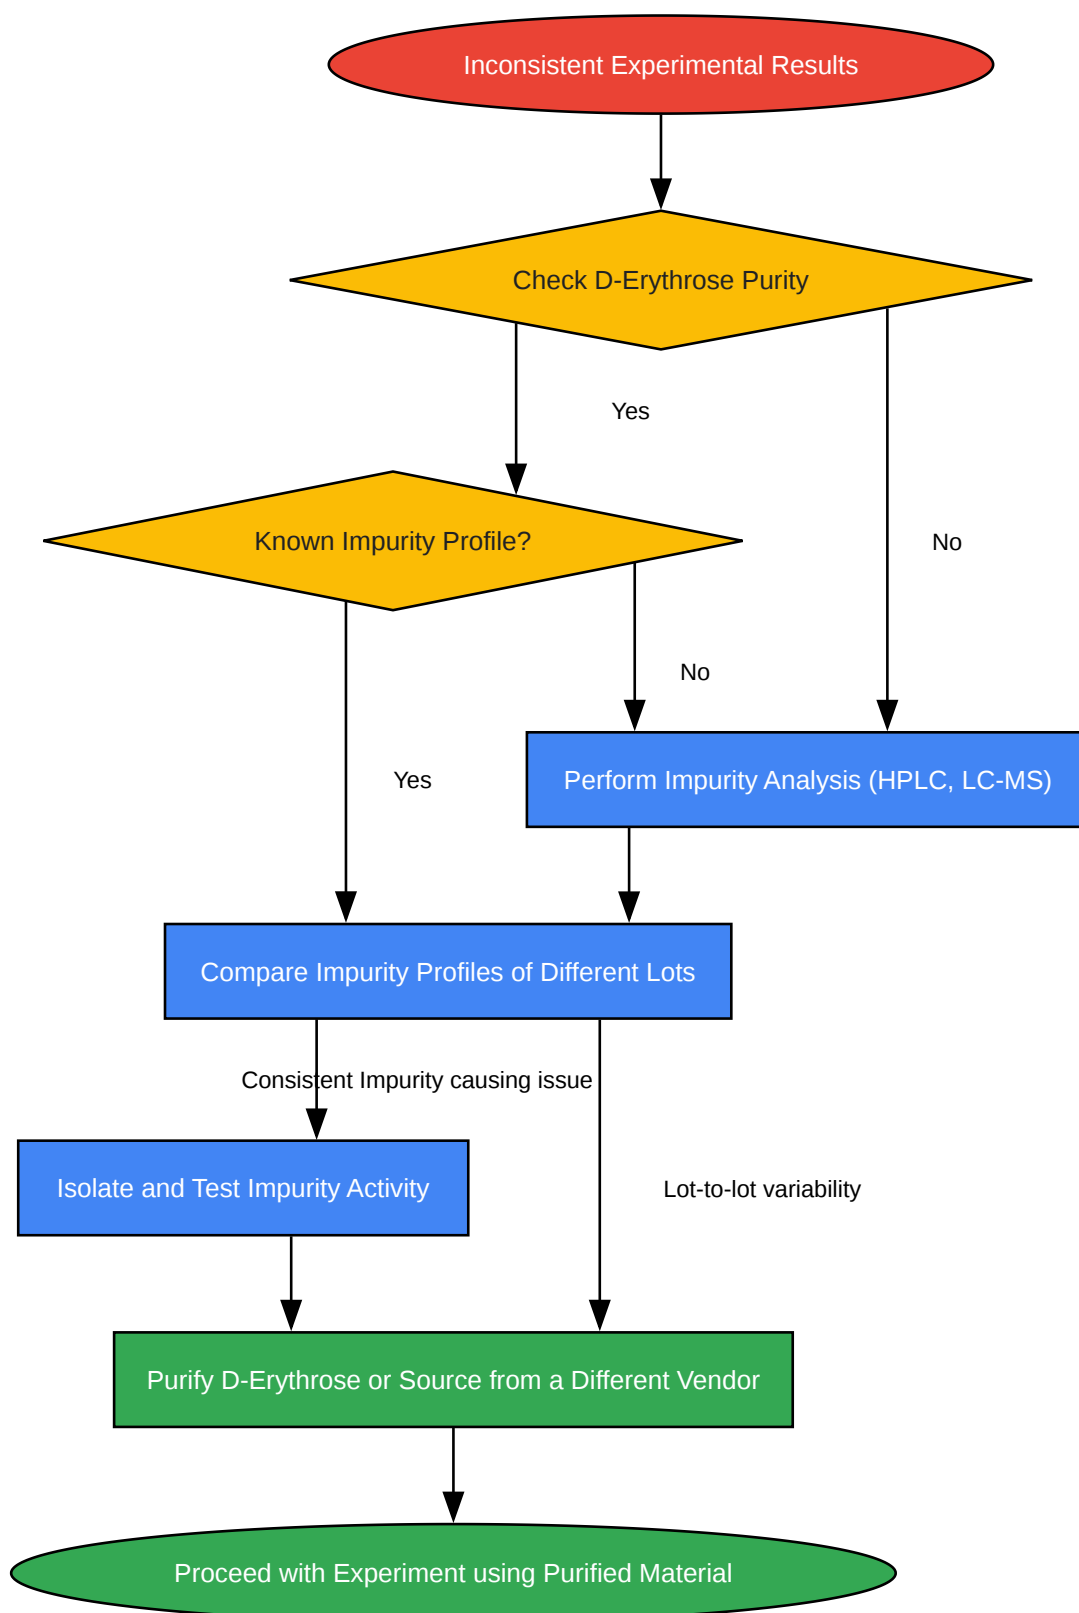 Inconsistent Experimental Results
Check D-Erythrose Purity
Yes
Known Impurity Profile?
No
No
Yes
Perform Impurity Analysis (HPLC, LC-MS)
Compare Impurity Profiles of Different Lots
Consistent Impurity causing issue
Isolate and Test Impurity Activity
Lot-to-lot variability
Purify D-Erythrose or Source from a Different Vendor
Proceed with Experiment using Purified Material